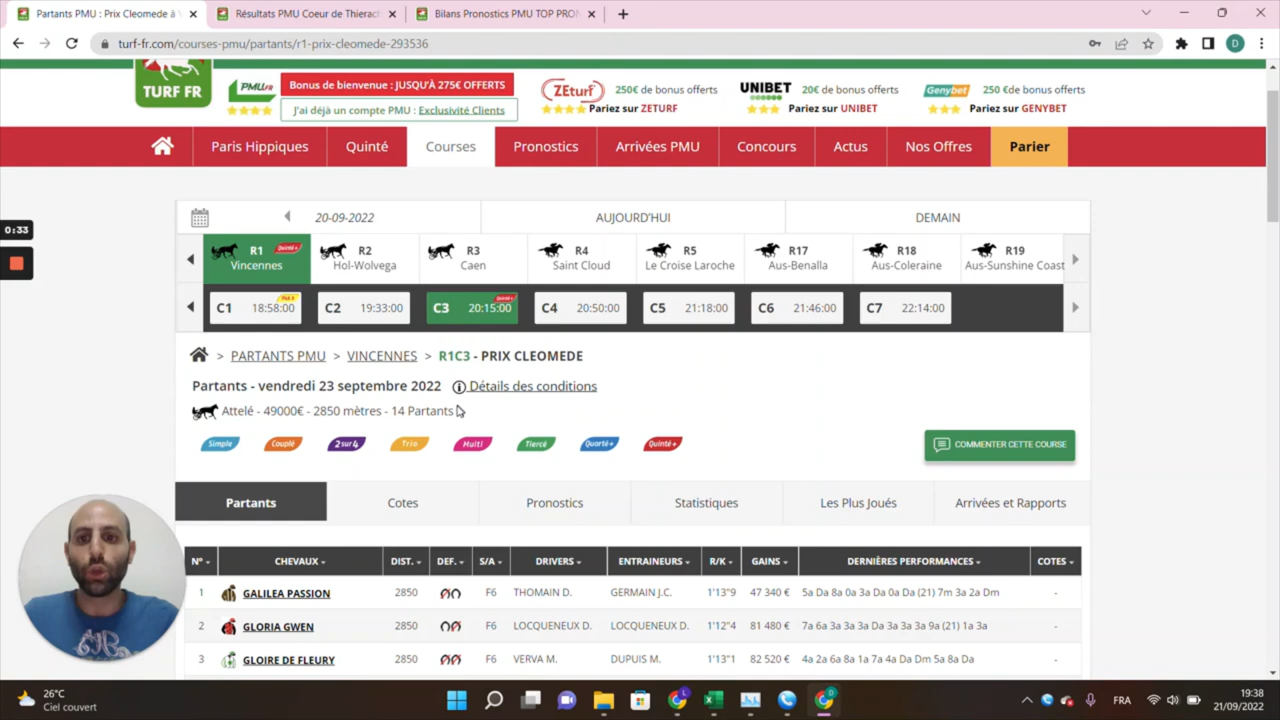 Partants PMU : Prix Cleomede à
Résultats PMU Coeur de Thierac
Bilans Pronostics PMU TOP PRO
turf-fr.com/courses-pmu/partants/r1-prix-cleomede-293536
D
TURF FR
PMU.FR
Bonus de bienvenue : JUSQU'À 275€ OFFERTS
J'ai déjà un compte PMU : Exclusivité Clients
ZEturf
250€ de bonus offerts
Pariez sur ZETURF
UNIBET
20€ de bonus offerts
Pariez sur UNIBET
Genybet
250 €de bonus offerts
Pariez sur GENYBET
Paris Hippiques
Quinté
Courses
Pronostics
Arrivées PMU
Concours
Actus
Nos Offres
Parier
0:33
20-09-2022
AUJOURD'HUI
DEMAIN
R1 Quinté+
Vincennes
R2
Hol-Wolvega
R3
Caen
R4
Saint Cloud
R5
Le Croise Laroche
R17
Aus-Benalla
R18
Aus-Coleraine
R19
Aus-Sunshine Coast
C1 18:58:00
C2 19:33:00
C3 20:15:00 Quinté+
C4 20:50:00
C5 21:18:00
C6 21:46:00
C7 22:14:00
> PARTANTS PMU > VINCENNES > R1C3 - PRIX CLEOMEDE
Partants - vendredi 23 septembre 2022 Détails des conditions
Attelé - 49000€ - 2850 mètres - 14 Partants
Simple Couplé 2 sur 4 Trio Multi Tiercé Quarté+ Quinté+
COMMENTER CETTE COURSE
Partants Cotes Pronostics Statistiques Les Plus Joués Arrivées et Rapports
N° CHEVAUX DIST. DEF. S/A DRIVERS ENTRAINEURS R/K GAINS DERNIÈRES PERFORMANCES COTES
1 GALILEA PASSION 2850 F6 THOMAIN D. GERMAIN J.C. 1'13"9 47 340 € 5a Da 8a 0a 3a Da 0a Da (21) 7m 3a 2a Dm -
2 GLORIA GWEN 2850 F6 LOCQUENEUX D. LOCQUENEUX D. 1'12"4 81 480 € 7a 6a 3a 3a 3a Da 3a 3a 3a 9a (21) 1a 3a -
3 GLOIRE DE FLEURY 2850 F6 VERVA M. DUPUIS M. 1'13"1 82 520 € 4a 2a 6a 8a 1a 7a 4a Da Dm 5a 8a Da -
26°C
Ciel couvert
FRA
19:38
21/09/2022